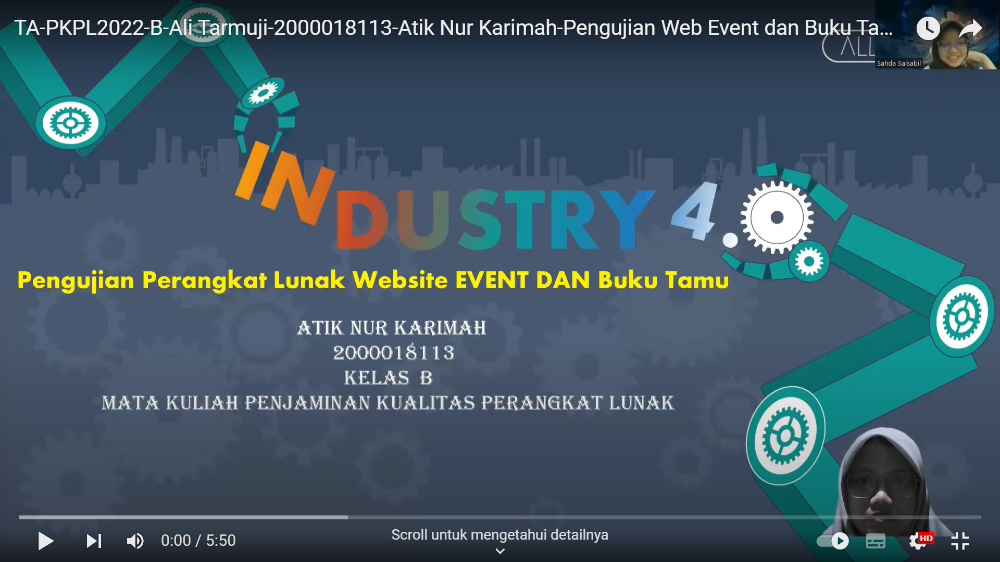 TA-PKPL2022-B-Ali Tarmuji-2000018113-Atik Nur Karimah-Pengujian Web Event dan Buku Ta...
ALL
Sahda Salsabil
INDUSTRY 4.0
Pengujian Perangkat Lunak Website EVENT DAN Buku Tamu
ATIK NUR KARIMAH
2000018113
KELAS B
MATA KULIAH PENJAMINAN KUALITAS PERANGKAT LUNAK
0:00 / 5:50
Scroll untuk mengetahui detailnya
HD